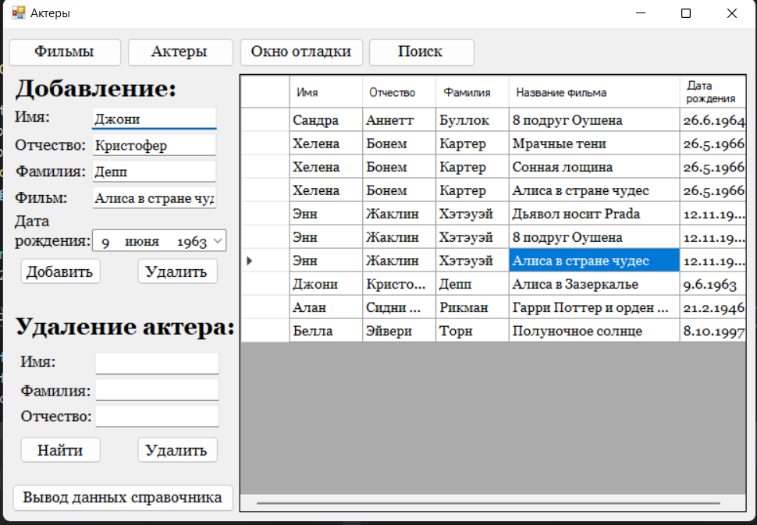 Актеры
Фильмы Актеры Окно отладки Поиск
Добавление:
Имя: Джони
Отчество: Кристофер
Фамилия: Депп
Фильм: Алиса в стране чуд
Дата
рождения: 9 июня 1963
Добавить Удалить
Удаление актера:
Имя:
Фамилия:
Отчество:
Найти Удалить
Вывод данных справочника
Имя Отчество Фамилия Название фильма Дата рождения
Сандра Аннетт Буллок 8 подруг Оушена 26.6.1964
Хелена Бонем Картер Мрачные тени 26.5.1966
Хелена Бонем Картер Сонная лощина 26.5.1966
Хелена Бонем Картер Алиса в стране чудес 26.5.1966
Энн Жаклин Хэтэуэй Дьявол носит Prada 12.11.19...
Энн Жаклин Хэтэуэй 8 подруг Оушена 12.11.19...
Энн Жаклин Хэтэуэй Алиса в стране чудес 12.11.19...
Джони Кристо... Депп Алиса в Зазеркалье 9.6.1963
Алан Сидни ... Рикман Гарри Поттер и орден ... 21.2.1946
Белла Эйвери Торн Полуночное солнце 8.10.1997